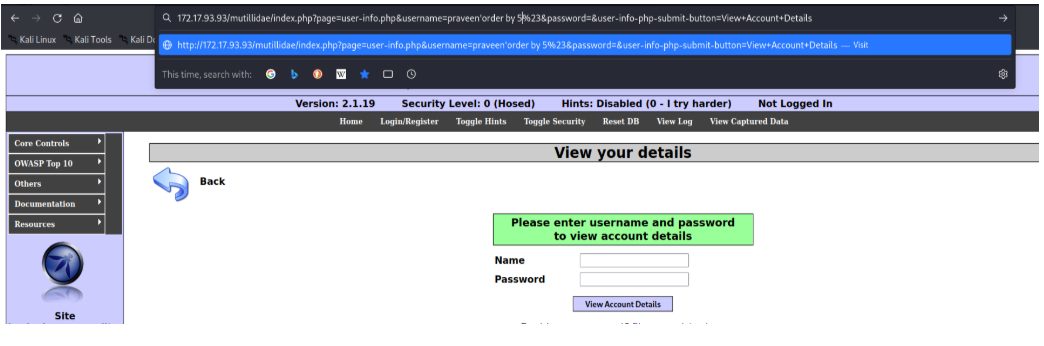 172.17.93.93/mutillidae/index.php?page=user-info.php&username=praveen'order by 5%23&password=&user-info-php-submit-button=View+Account+Details
Kali Linux Kali Tools Kali Do
http://172.17.93.93/mutillidae/index.php?page=user-info.php&username=praveen'order by 5%23&password=&user-info-php-submit-button=View+Account+Details — Visit
This time, search with:
Version: 2.1.19 Security Level: 0 (Hosed) Hints: Disabled (0 - I try harder) Not Logged In
Home Login/Register Toggle Hints Toggle Security Reset DB View Log View Captured Data
Core Controls
OWASP Top 10
Others
Documentation
Resources
Site
View your details
Back
Please enter username and password
to view account details
Name
Password
View Account Details